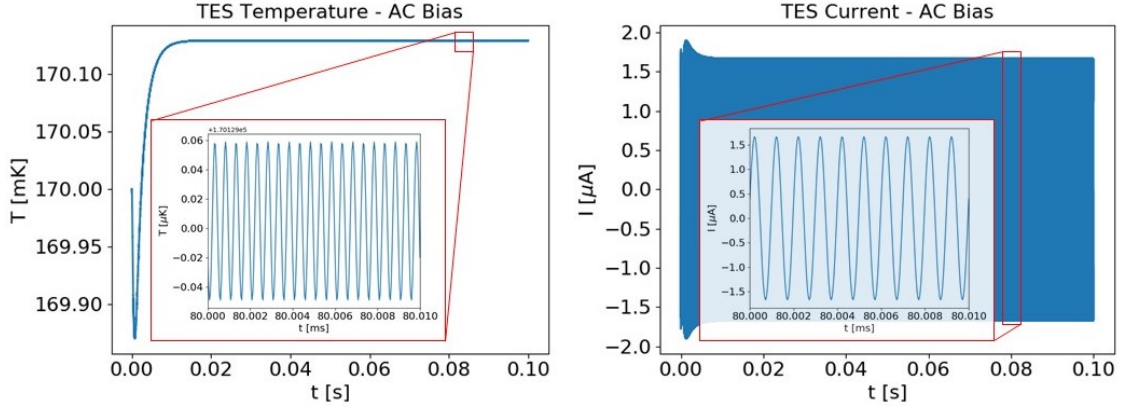 TES Temperature - AC Bias
170.10
170.05
170.00
169.95
169.90
T [mK]
0.00 0.02 0.04 0.06 0.08 0.10
t [s]
+1.70129e5
0.06
0.04
0.02
0.00
−0.02
−0.04
T [μK]
80.000 80.002 80.004 80.006 80.008 80.010
t [ms]
TES Current - AC Bias
2.0
1.5
1.0
0.5
0.0
−0.5
−1.0
−1.5
−2.0
I [μA]
0.00 0.02 0.04 0.06 0.08 0.10
t [s]
1.5
1.0
0.5
0.0
−0.5
−1.0
−1.5
I [μA]
80.000 80.002 80.004 80.006 80.008 80.010
t [ms]